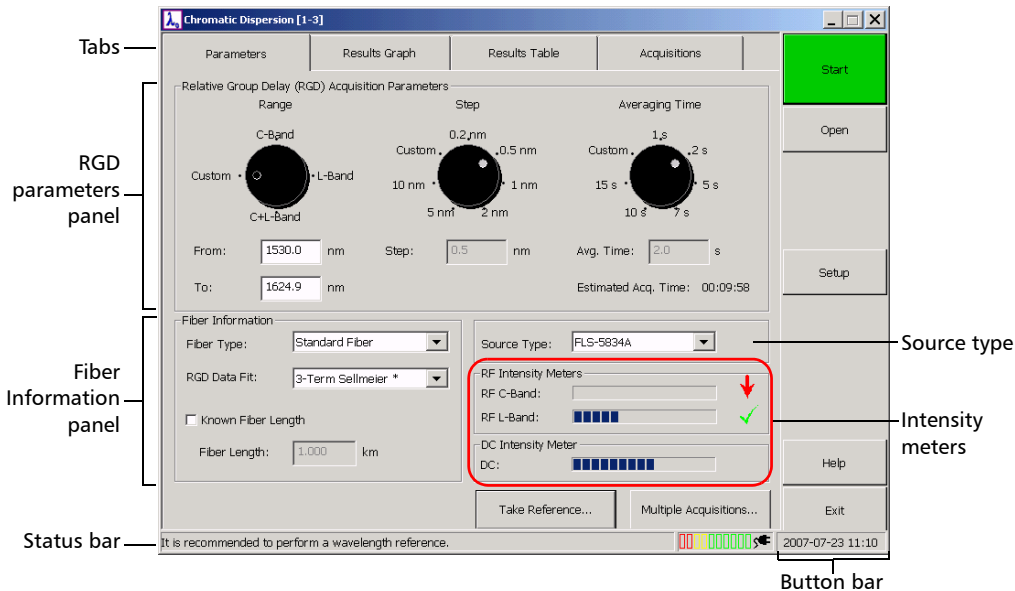 Chromatic Dispersion [1-3]
Tabs
Parameters
Results Graph
Results Table
Acquisitions
Start
Open
Setup
Help
Exit
RGD
parameters
panel
Relative Group Delay (RGD) Acquisition Parameters
Range
C-Band
Custom
L-Band
C+L-Band
From: 1530.0 nm
To: 1624.9 nm
Step
0.2 nm
Custom
0.5 nm
10 nm
1 nm
5 nm
2 nm
Step: 0.5 nm
Averaging Time
1 s
Custom
2 s
15 s
5 s
10 s
7 s
Avg. Time: 2.0 s
Estimated Acq. Time: 00:09:58
Fiber
Information
panel
Fiber Information
Fiber Type: Standard Fiber
RGD Data Fit: 3-Term Sellmeier *
Known Fiber Length
Fiber Length: 1.000 km
Source Type: FLS-5834A
Source type
RF Intensity Meters
RF C-Band:
RF L-Band:
DC Intensity Meter
DC:
Intensity
meters
Take Reference...
Multiple Acquisitions...
Status bar
It is recommended to perform a wavelength reference.
2007-07-23 11:10
Button bar